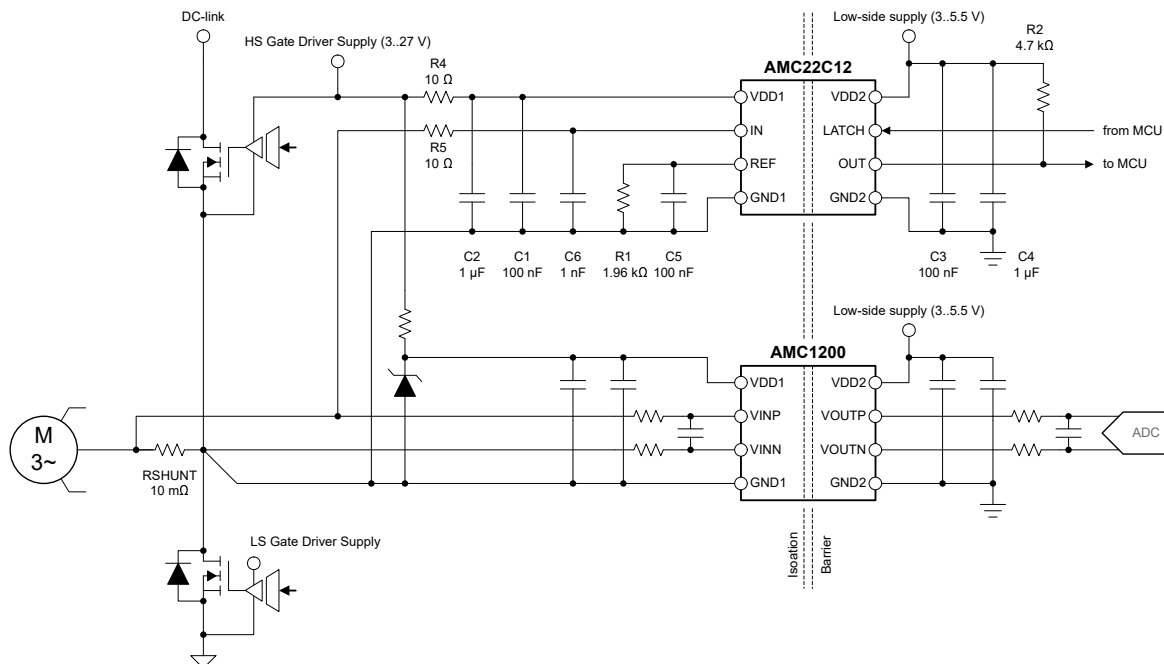 DC-link
HS Gate Driver Supply (3..27 V)
Low-side supply (3..5.5 V)
R2
4.7 kΩ
R4
10 Ω
AMC22C12
VDD1
VDD2
IN
LATCH
from MCU
R5
10 Ω
REF
OUT
to MCU
GND1
GND2
C2
1 µF
C1
100 nF
C6
1 nF
R1
1.96 kΩ
C5
100 nF
C3
100 nF
C4
1 µF
Low-side supply (3..5.5 V)
AMC1200
VDD1
VDD2
VINP
VOUTP
M
3~
ADC
VINN
VOUTN
RSHUNT
10 mΩ
GND1
GND2
LS Gate Driver Supply
Isoation
Barrier